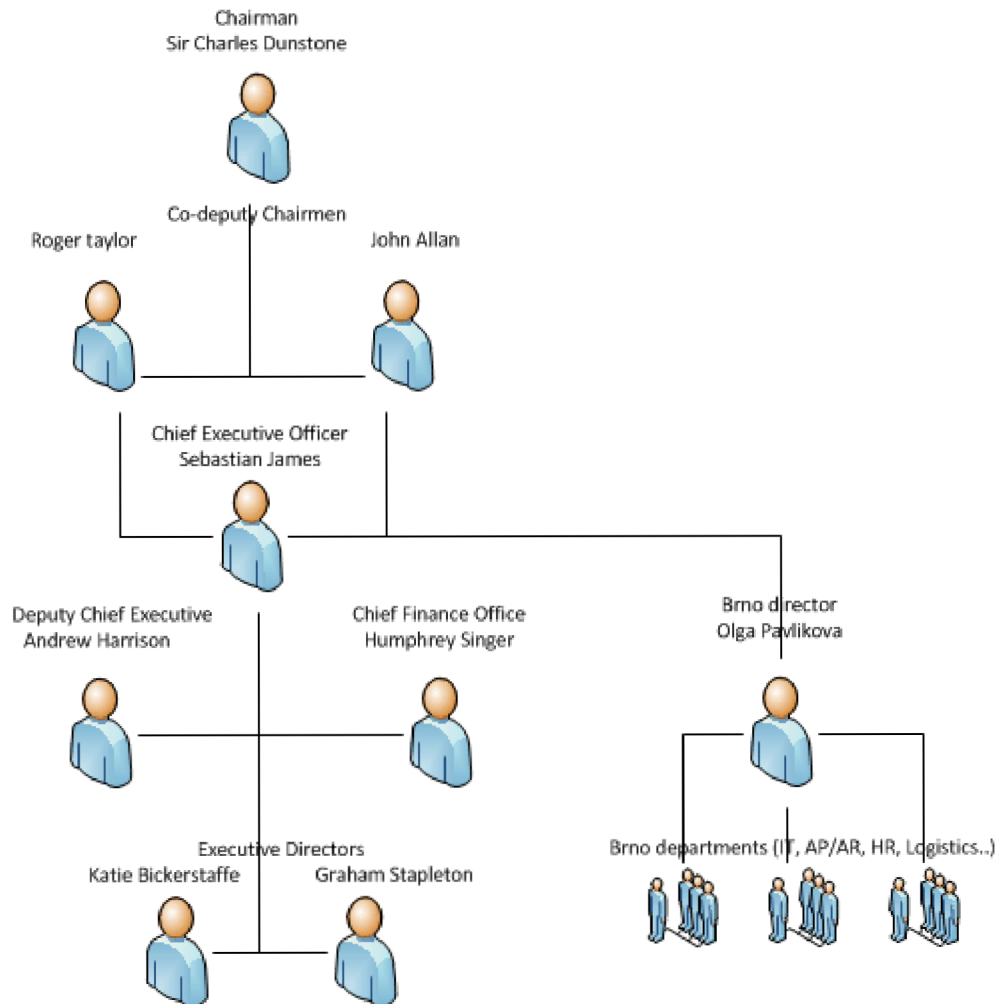 Chairman
Sir Charles Dunstone
Co-deputy Chairmen
Roger taylor
John Allan
Chief Executive Officer
Sebastian James
Deputy Chief Executive
Andrew Harrison
Chief Finance Office
Humphrey Singer
Brno director
Olga Pavlikova
Executive Directors
Katie Bickerstaffe
Graham Stapleton
Brno departments (IT, AP/AR, HR, Logistics..)